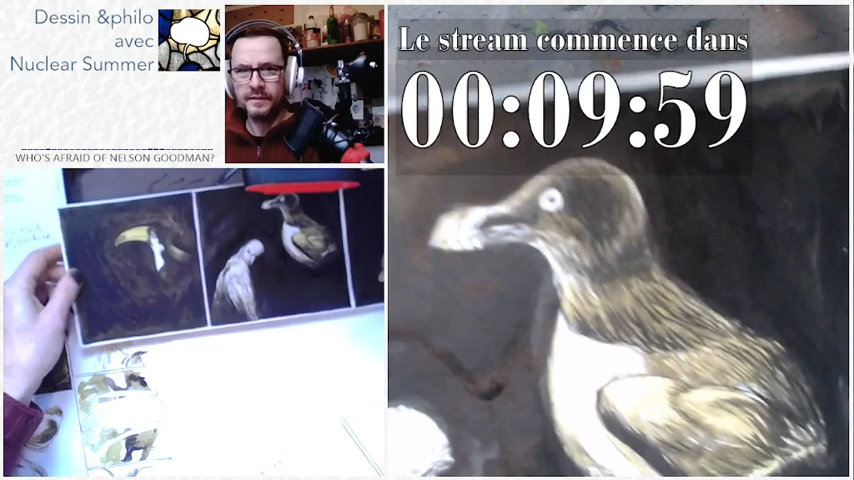 Dessin &philo
avec
Nuclear Summer
WHO'S AFRAID OF NELSON GOODMAN?
Le stream commence dans
00:09:59